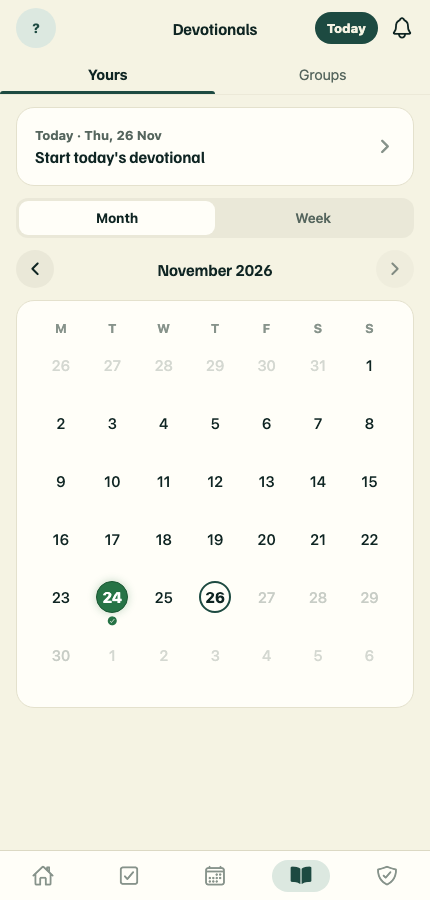 ?
Devotionals
Today
Yours
Groups
Today · Thu, 26 Nov
Start today's devotional
Month
Week
November 2026
M T W T F S S
26 27 28 29 30 31 1
2 3 4 5 6 7 8
9 10 11 12 13 14 15
16 17 18 19 20 21 22
23 24 25 26 27 28 29
30 1 2 3 4 5 6